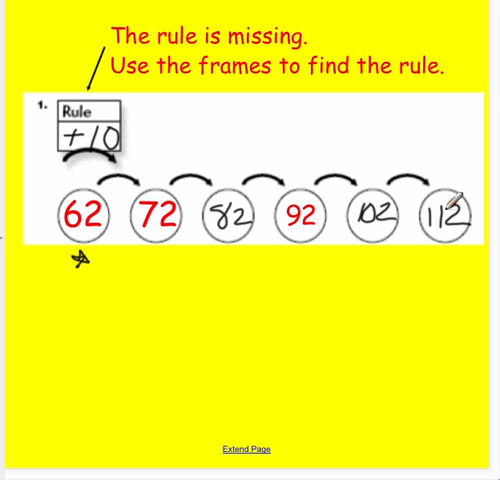 The rule is missing.
Use the frames to find the rule.
1.
Rule
+10
62 72 82 92 102 112
Extend Page